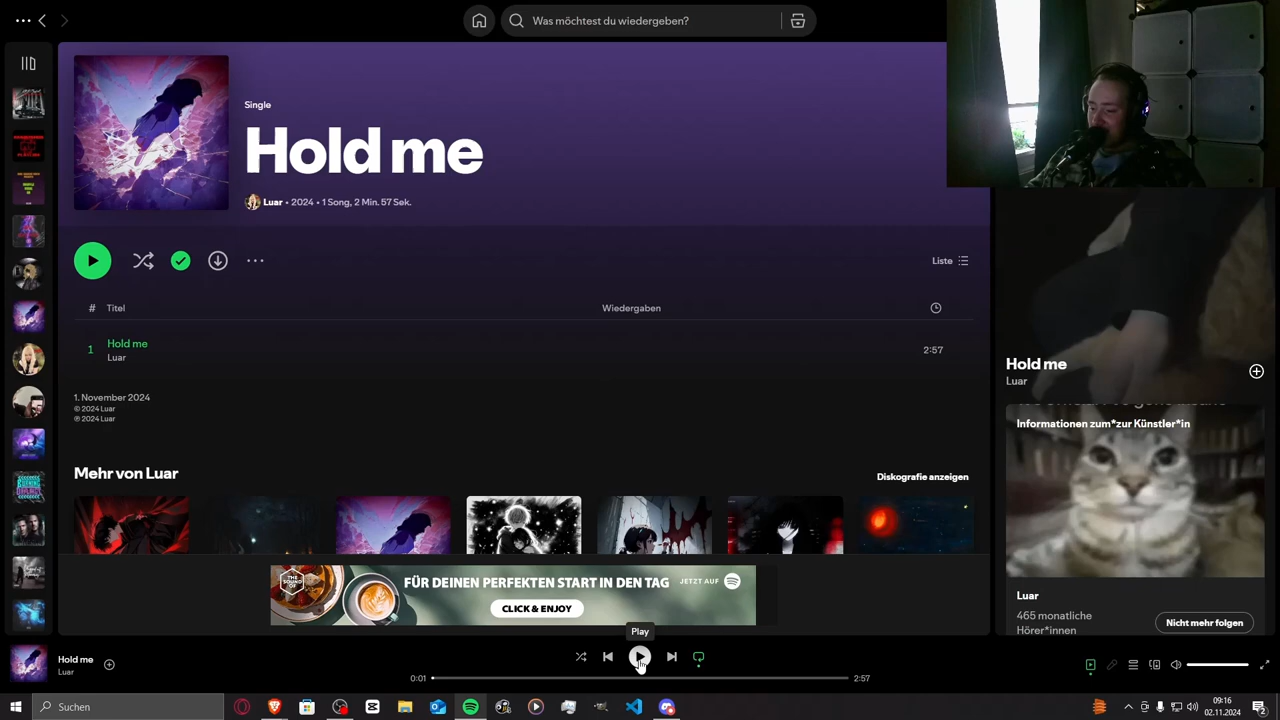 Was möchtest du wiedergeben?
Single
Hold me
Luar • 2024 • 1 Song, 2 Min. 57 Sek.
Liste
# Titel Wiedergaben
1 Hold me 2:57
Luar
1. November 2024
© 2024 Luar
℗ 2024 Luar
Mehr von Luar
Diskografie anzeigen
THE SOUND OF
FÜR DEINEN PERFEKTEN START IN DEN TAG
JETZT AUF
CLICK & ENJOY
Hold me
Luar
Informationen zum*zur Künstler*in
Luar
465 monatliche
Hörer*innen
Nicht mehr folgen
Play
Hold me
Luar
0:01
2:57
Suchen
09:16
02.11.2024
2